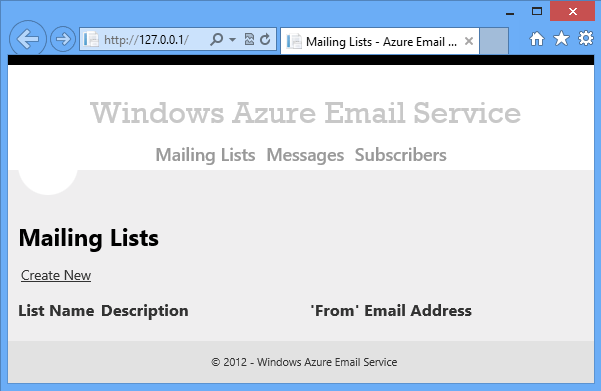 http://127.0.0.1/
Mailing Lists - Azure Email ...
Windows Azure Email Service
Mailing Lists Messages Subscribers
Mailing Lists
Create New
List Name Description 'From' Email Address
© 2012 - Windows Azure Email Service